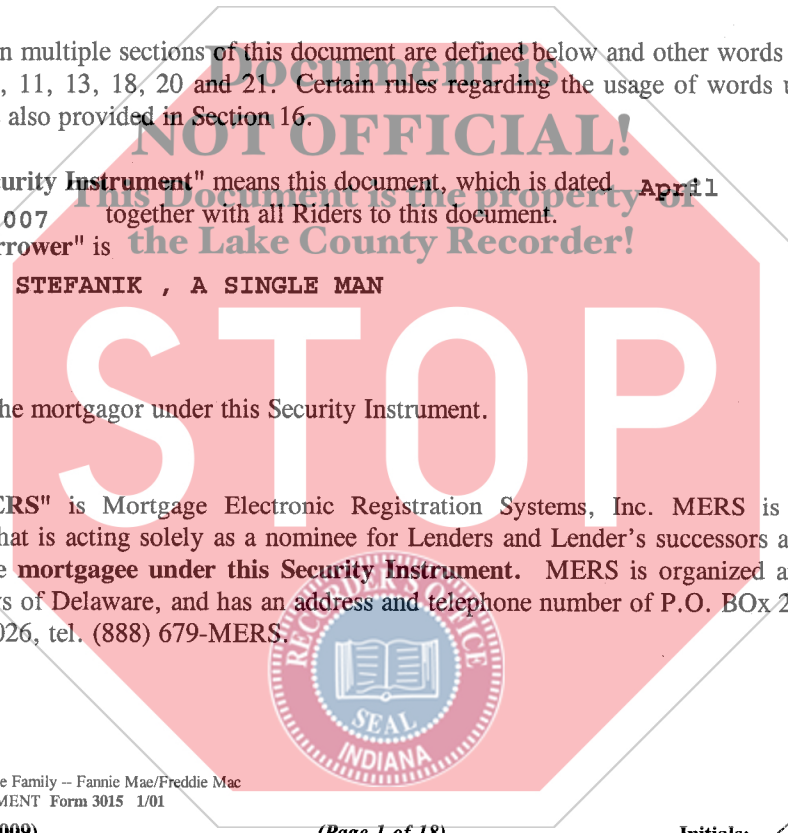 n multiple sections of this document are defined below and other words
, 11, 13, 18, 20 and 21. Certain rules regarding the usage of words u
also provided in Section 16.
Document is
NOT OFFICIAL!
This Document is the property of
the Lake County Recorder!
urity Instrument" means this document, which is dated April
007 together with all Riders to this document.
rrower" is
STEFANIK , A SINGLE MAN
STOP
he mortgagor under this Security Instrument.
ERS" is Mortgage Electronic Registration Systems, Inc. MERS is
hat is acting solely as a nominee for Lenders and Lender's successors a
e mortgagee under this Security Instrument. MERS is organized a
s of Delaware, and has an address and telephone number of P.O. BOx 2
026, tel. (888) 679-MERS.
RECORDER'S OFFICE
SEAL
INDIANA
e Family -- Fannie Mae/Freddie Mac
MENT Form 3015 1/01
009)
(Page 1 of 18)
Initials: